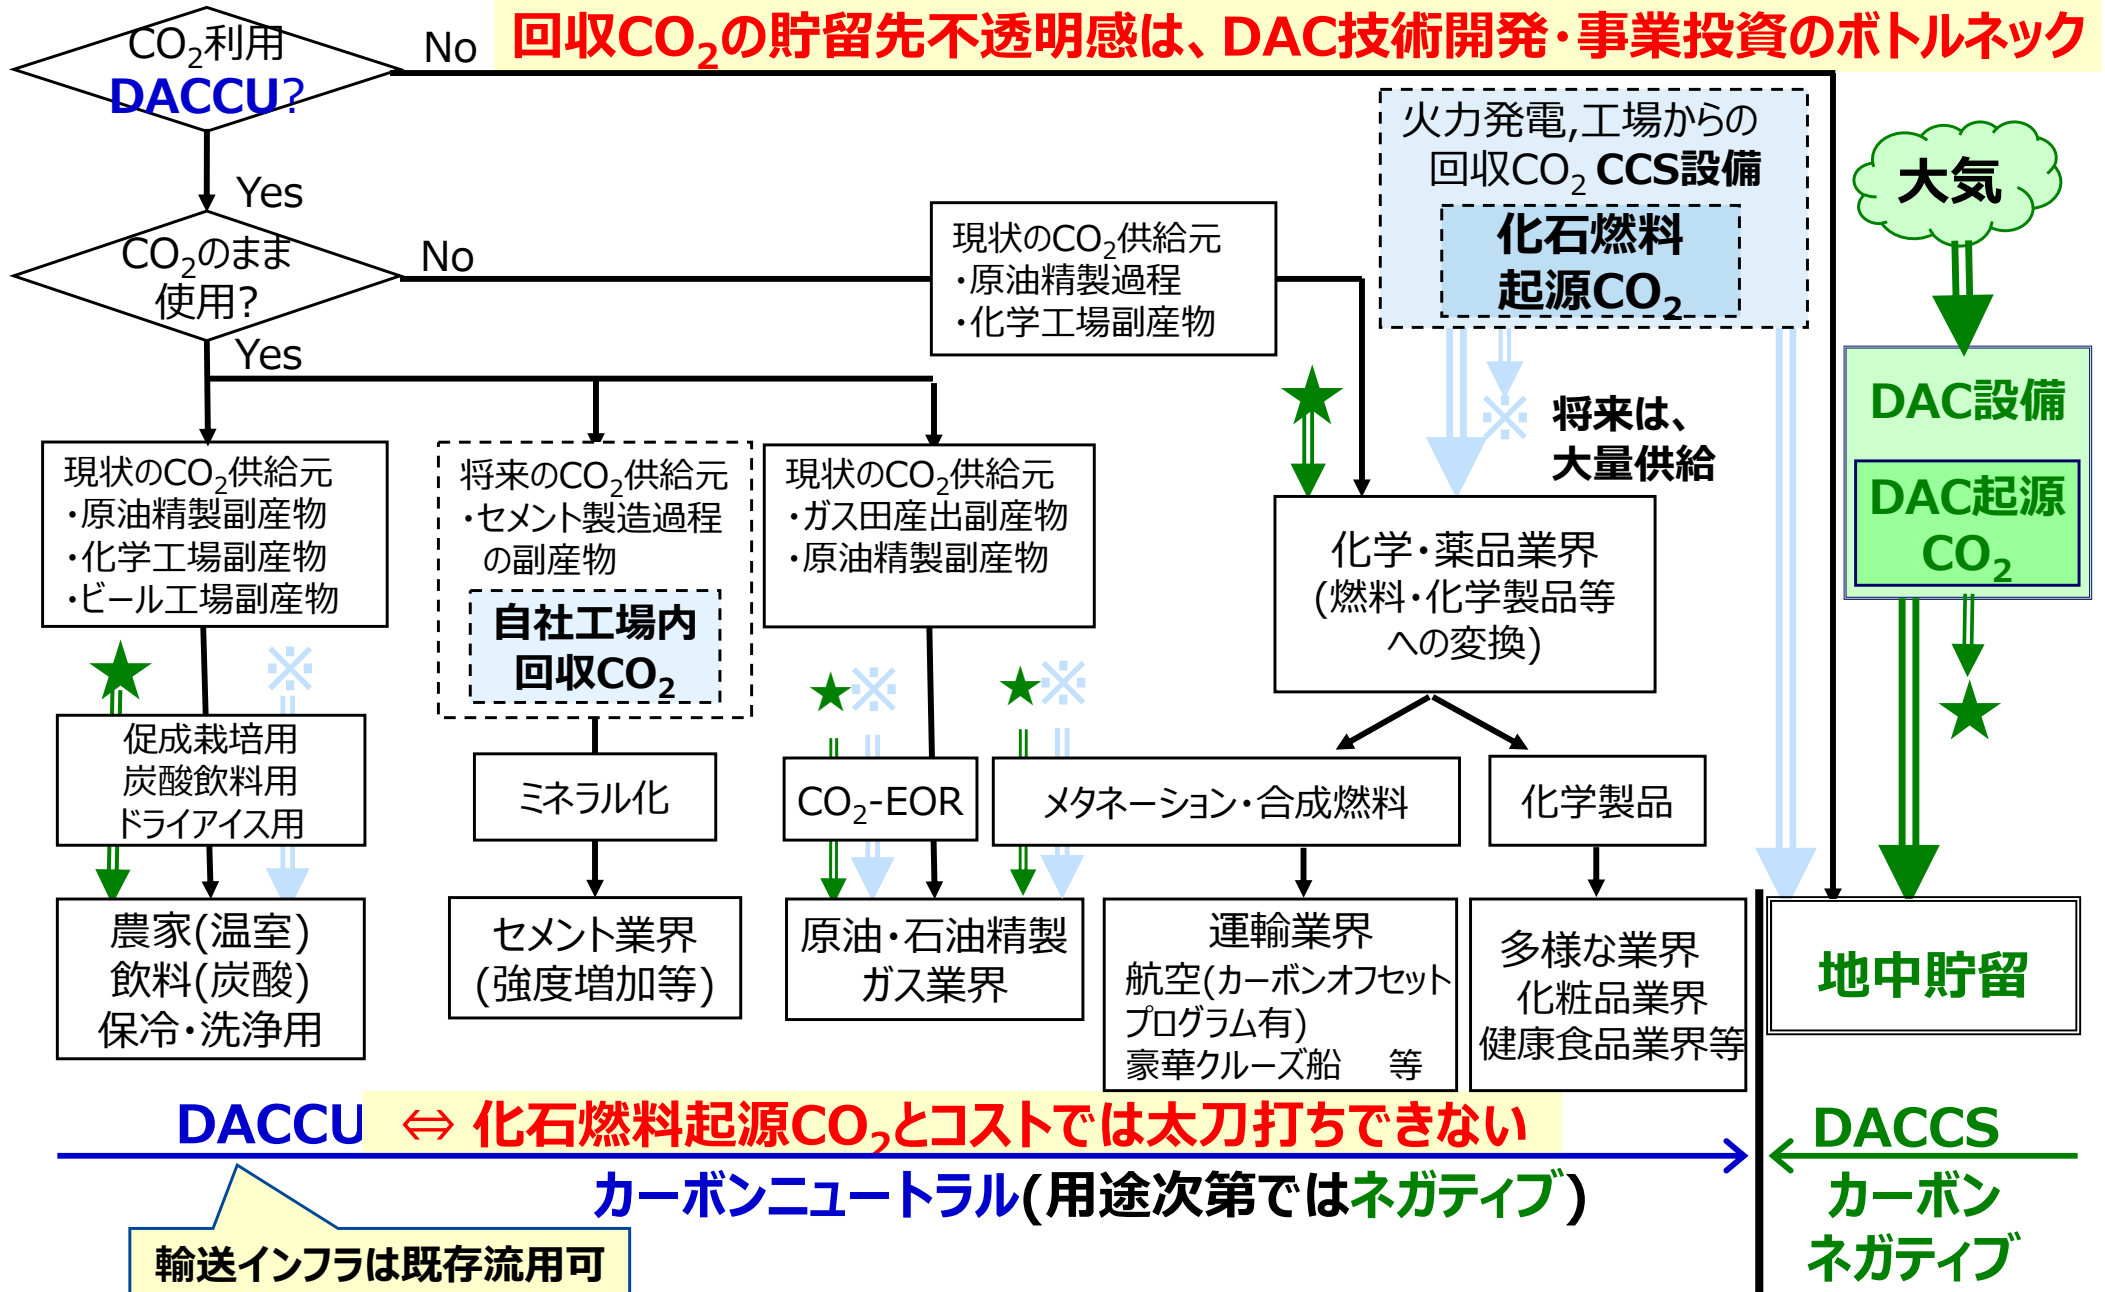 回収CO₂の貯留先不透明感は、DAC技術開発・事業投資のボトルネック
CO₂利用
DACCU?
No
Yes
CO₂のまま
使用?
No
Yes
現状のCO₂供給元
・原油精製過程
・化学工場副産物
火力発電,工場からの
回収CO₂ CCS設備
化石燃料
起源CO₂
大気
※
将来は、
大量供給
DAC設備
DAC起源
CO₂
現状のCO₂供給元
・原油精製副産物
・化学工場副産物
・ビール工場副産物
将来のCO₂供給元
・セメント製造過程
の副産物
自社工場内
回収CO₂
現状のCO₂供給元
・ガス田産出副産物
・原油精製副産物
化学・薬品業界
(燃料・化学製品等
への変換)
★
※
★
※
★
※
★
★
促成栽培用
炭酸飲料用
ドライアイス用
ミネラル化
CO₂-EOR
メタネーション・合成燃料
化学製品
農家(温室)
飲料(炭酸)
保冷・洗浄用
セメント業界
(強度増加等)
原油・石油精製
ガス業界
運輸業界
航空(カーボンオフセット
プログラム有)
豪華クルーズ船 等
多様な業界
化粧品業界
健康食品業界等
地中貯留
DACCU ⇔ 化石燃料起源CO₂とコストでは太刀打ちできない
DACCS
カーボンニュートラル(用途次第ではネガティブ)
カーボン
ネガティブ
輸送インフラは既存流用可